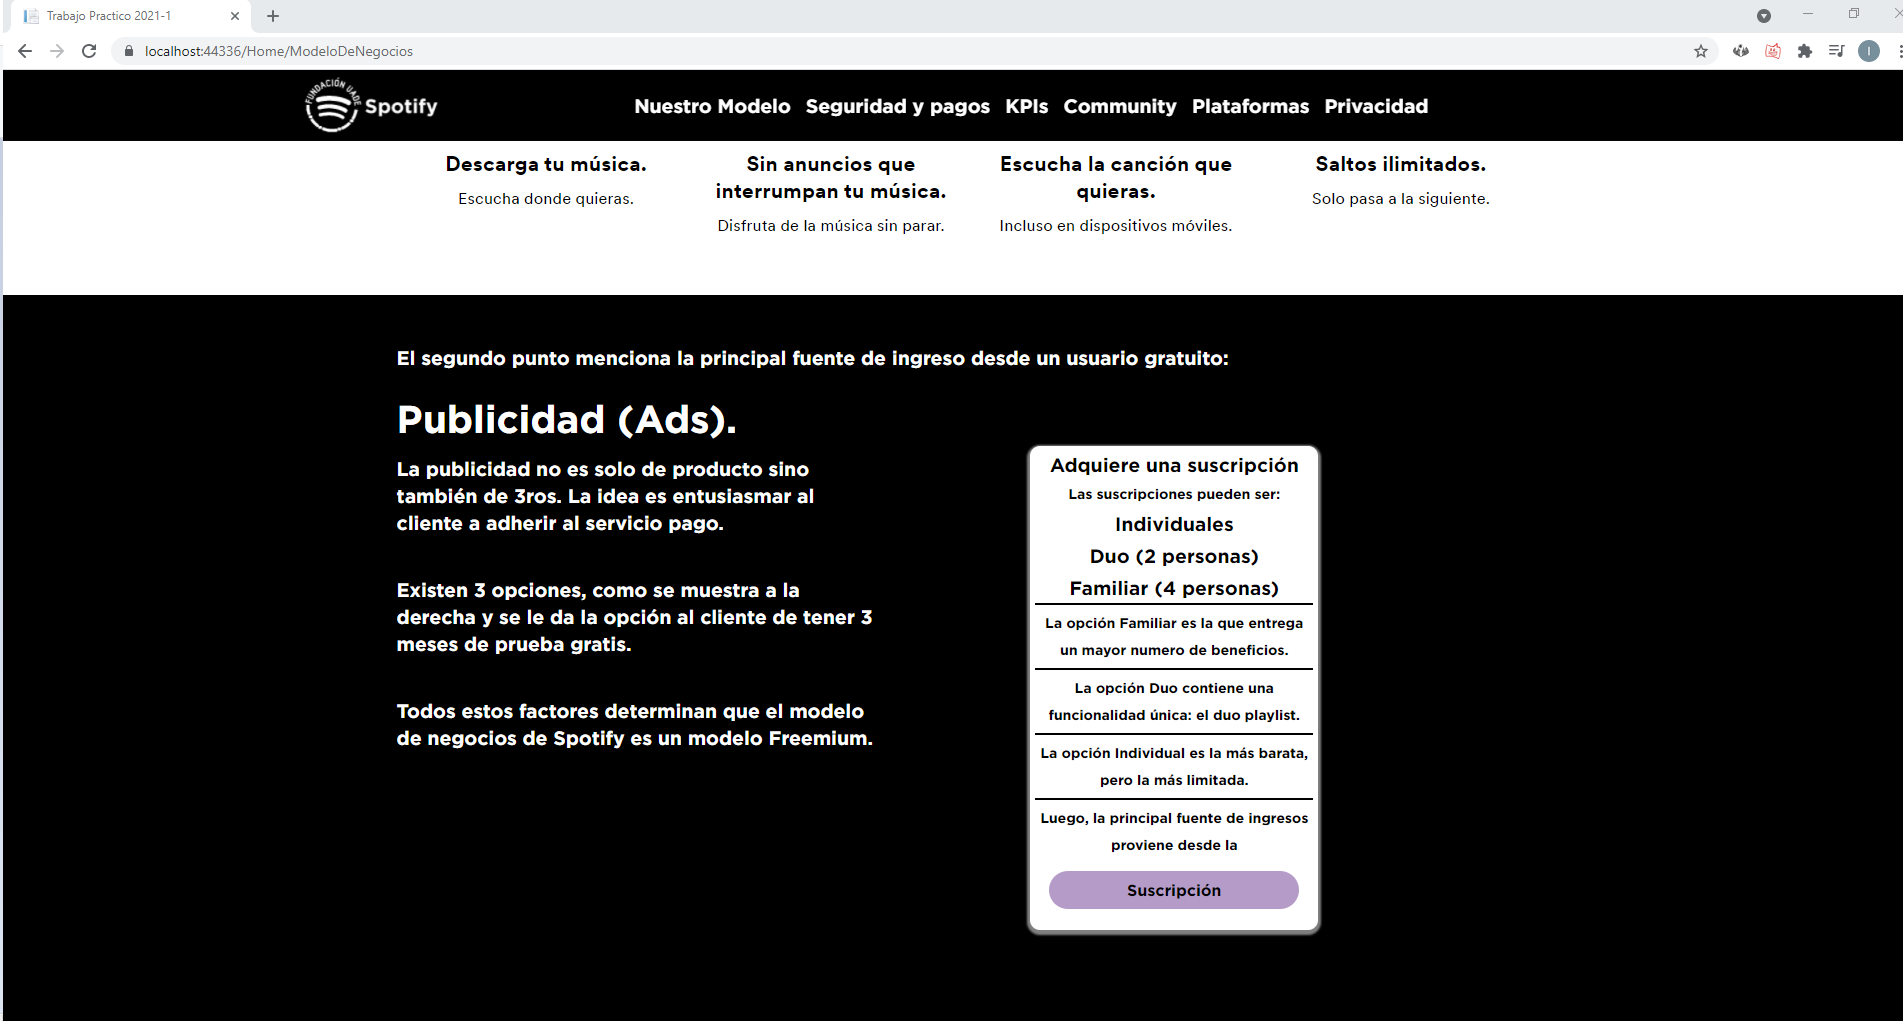 Trabajo Practico 2021-1
localhost:44336/Home/ModeloDeNegocios
I
FUNDACIÓN UADE
Spotify
Nuestro Modelo Seguridad y pagos KPIs Community Plataformas Privacidad
Descarga tu música.
Escucha donde quieras.
Sin anuncios que
interrumpan tu música.
Disfruta de la música sin parar.
Escucha la canción que
quieras.
Incluso en dispositivos móviles.
Saltos ilimitados.
Solo pasa a la siguiente.
El segundo punto menciona la principal fuente de ingreso desde un usuario gratuito:
Publicidad (Ads).
La publicidad no es solo de producto sino
también de 3ros. La idea es entusiasmar al
cliente a adherir al servicio pago.
Existen 3 opciones, como se muestra a la
derecha y se le da la opción al cliente de tener 3
meses de prueba gratis.
Todos estos factores determinan que el modelo
de negocios de Spotify es un modelo Freemium.
Adquiere una suscripción
Las suscripciones pueden ser:
Individuales
Duo (2 personas)
Familiar (4 personas)
La opción Familiar es la que entrega
un mayor numero de beneficios.
La opción Duo contiene una
funcionalidad única: el duo playlist.
La opción Individual es la más barata,
pero la más limitada.
Luego, la principal fuente de ingresos
proviene desde la
Suscripción